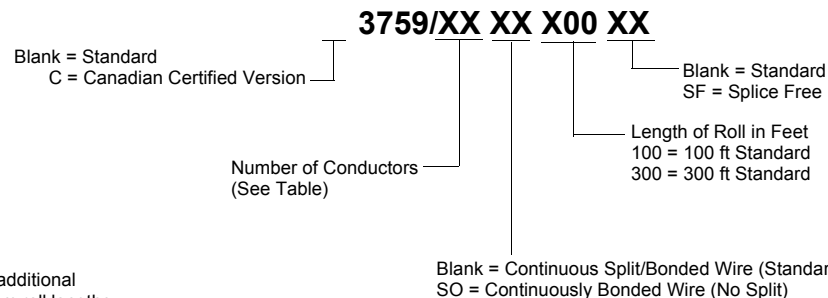 3759/XX XX X00 XX
Blank = Standard
C = Canadian Certified Version
Blank = Standard
SF = Splice Free
Length of Roll in Feet
100 = 100 ft Standard
300 = 300 ft Standard
Number of Conductors
(See Table)
Blank = Continuous Split/Bonded Wire
SO = Continuously Bonded Wire (No Split)
additional
roll lengths